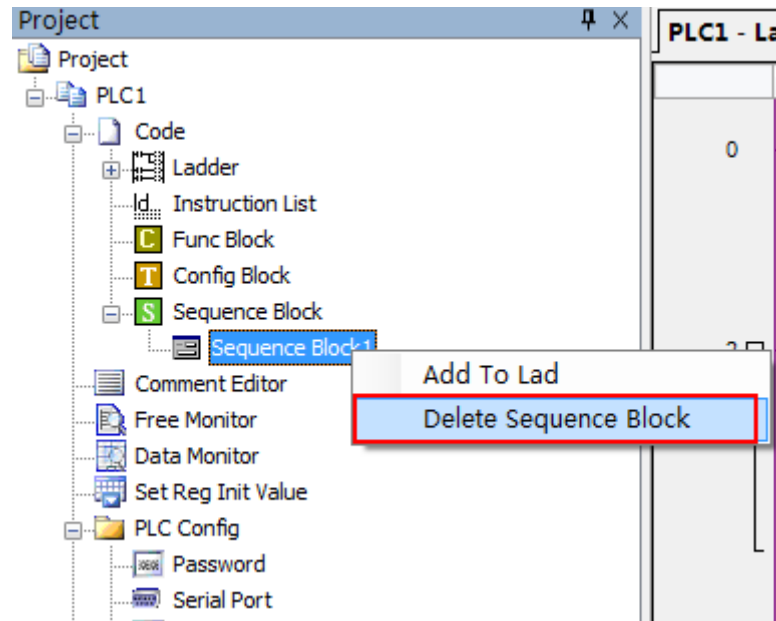 Project
PLC1 - La
Project
PLC1
Code
0
Ladder
ld...
Instruction List
C
Func Block
T
Config Block
S
Sequence Block
Sequence Block1
Add To Lad
Comment Editor
Delete Sequence Block
Free Monitor
Data Monitor
Set Reg Init Value
PLC Config
Password
Serial Port